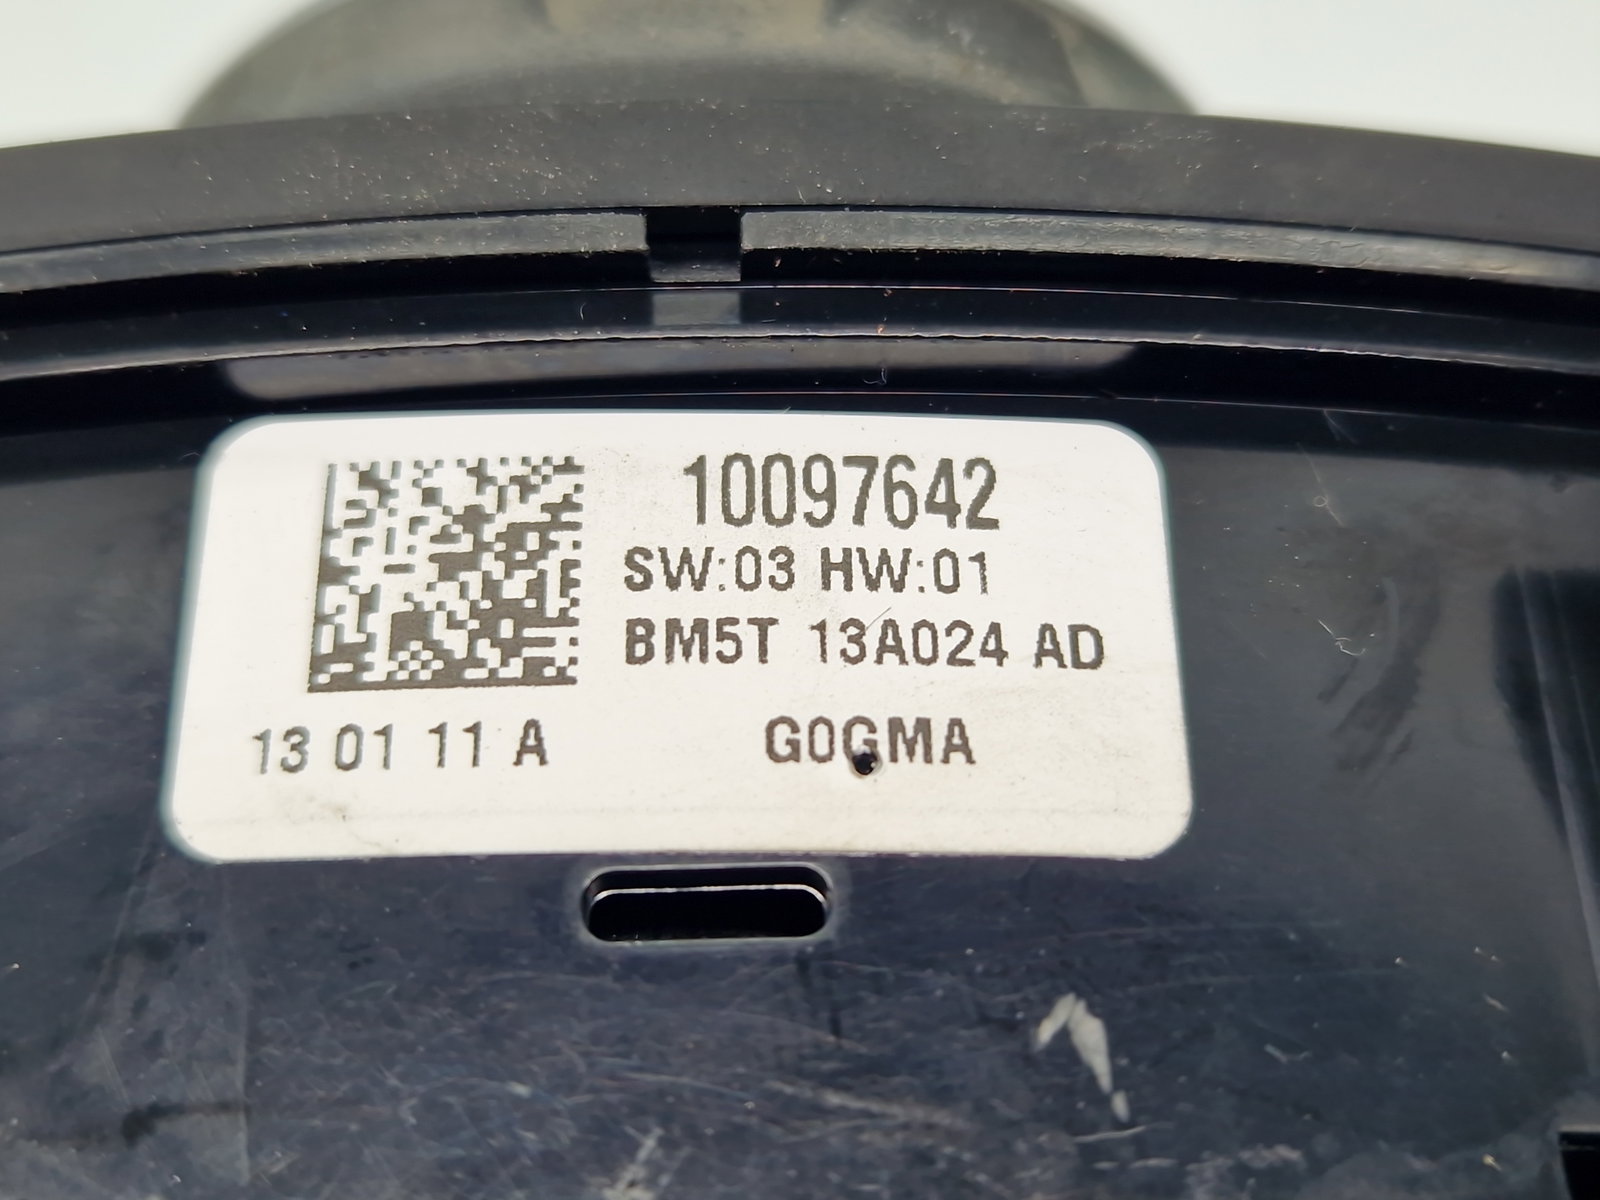 10097642
SW:03 HW:01
BM5T 13A024 AD
13 01 11 A G0GMA